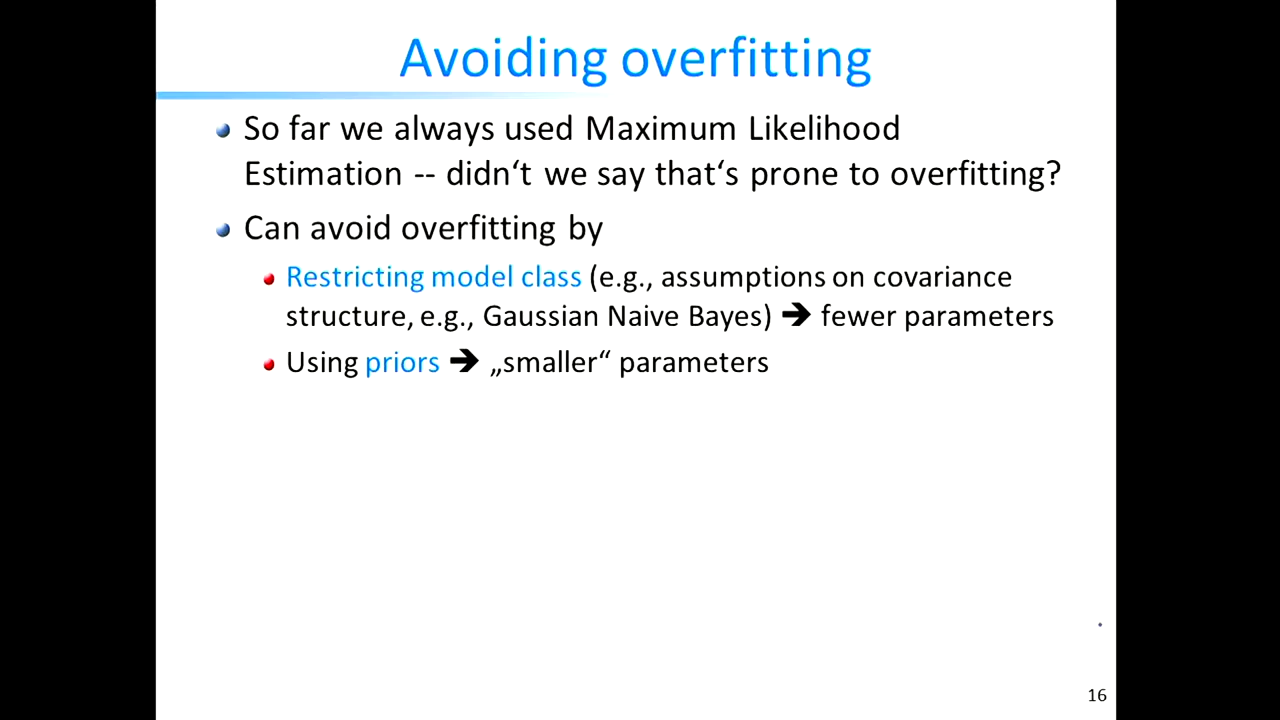 Avoiding overfitting
So far we always used Maximum Likelihood
Estimation -- didn‘t we say that‘s prone to overfitting?
Can avoid overfitting by
Restricting model class (e.g., assumptions on covariance
structure, e.g., Gaussian Naive Bayes) ➔ fewer parameters
Using priors ➔ „smaller“ parameters
16